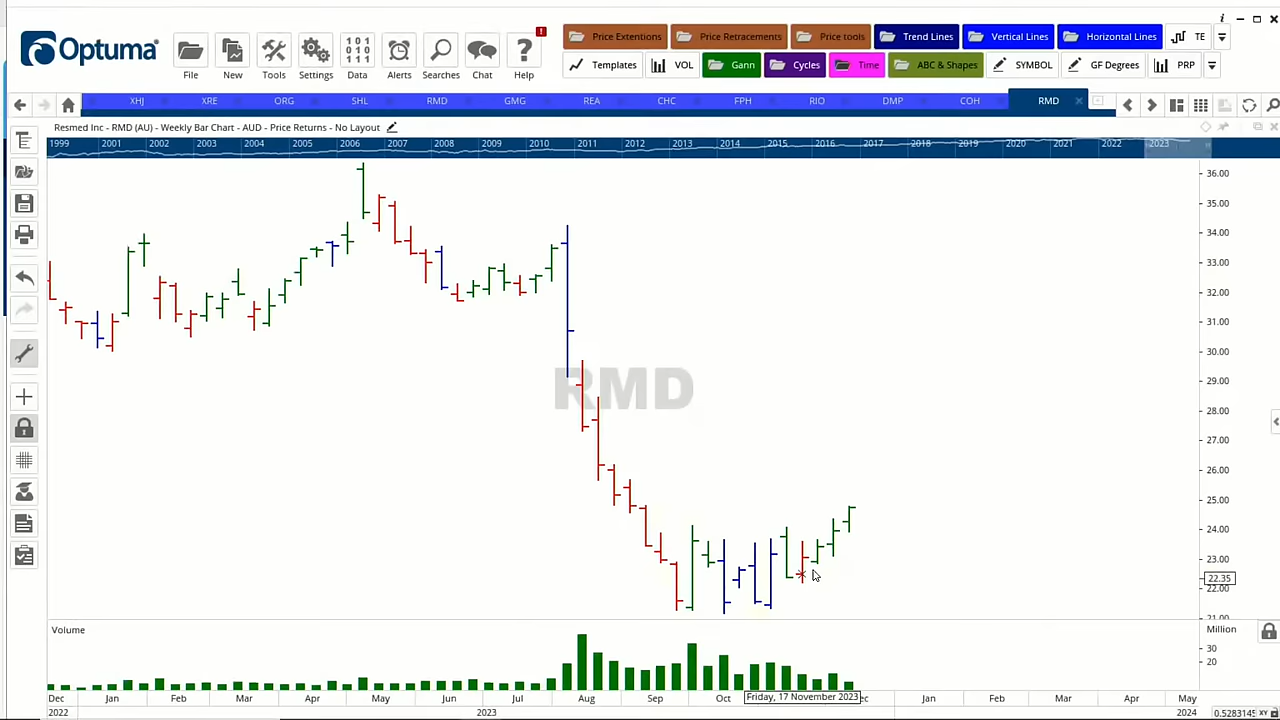 i
Optuma
File New Tools Settings Data Alerts Searches Chat Help
Price Extentions Price Retracements Price tools Trend Lines Vertical Lines Horizontal Lines TE
Templates VOL Gann Cycles Time ABC & Shapes SYMBOL GF Degrees PRP
XHJ XRE ORG SHL RMD GMG REA CHC FPH RIO DMP COH RMD
Resmed Inc - RMD (AU) - Weekly Bar Chart - AUD - Price Returns - No Layout
1999 2001 2002 2003 2004 2005 2006 2007 2008 2009 2010 2011 2012 2013 2014 2015 2016 2017 2018 2019 2020 2021 2022 2023
36.00
35.00
34.00
33.00
32.00
31.00
30.00
29.00
RMD
28.00
27.00
26.00
25.00
24.00
23.00
22.35
22.00
21.00
Volume Million
30
20
Dec Jan Feb Mar Apr May Jun Jul Aug Sep Oct Friday, 17 November 2023 ec Jan Feb Mar Apr May
2022 2023 2024 0.5283145 XY